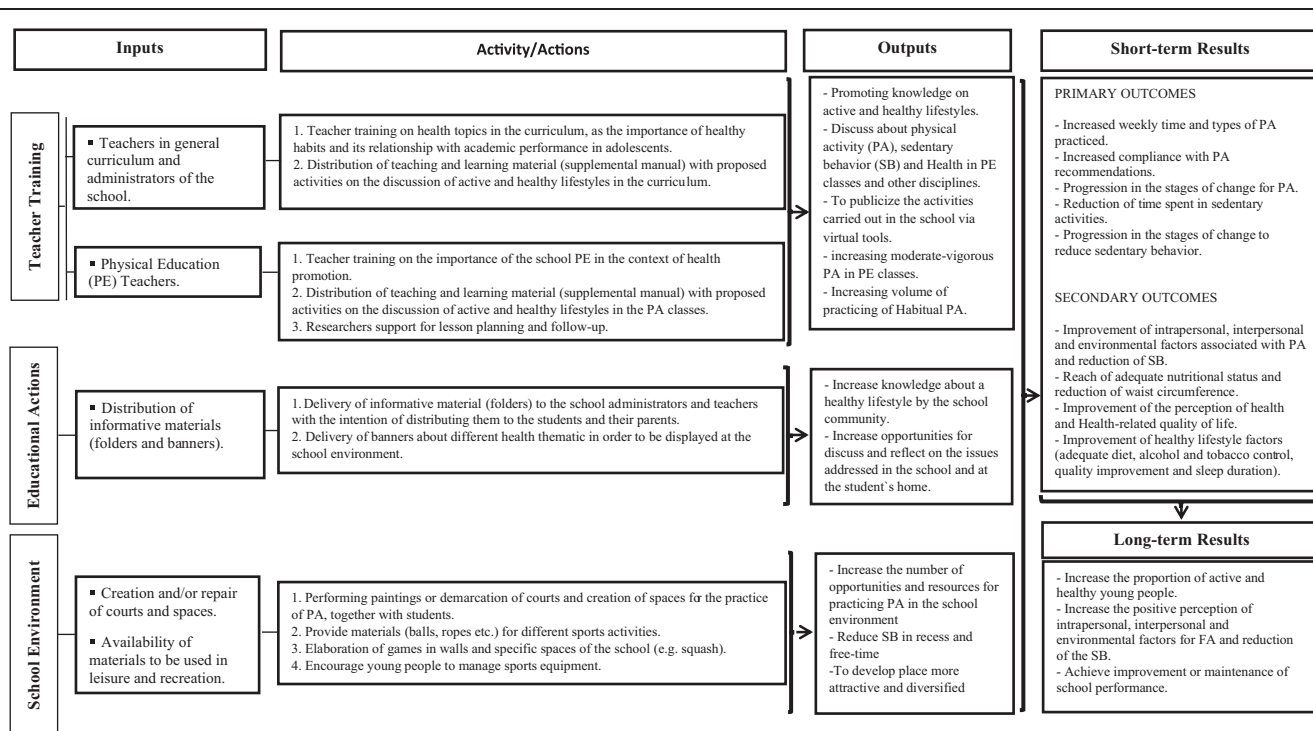 Inputs
Activity/Actions
Outputs
Short-term Results
Teacher Training
▪ Teachers in general
curriculum and
administrators of the
school.
1. Teacher training on health topics in the curriculum, as the importance of healthy
habits and its relationship with academic performance in adolescents.
2. Distribution of teaching and learning material (supplemental manual) with proposed
activities on the discussion of active and healthy lifestyles in the curriculum.
▪ Physical Education
(PE) Teachers.
1. Teacher training on the importance of the school PE in the context of health
promotion.
2. Distribution of teaching and learning material (supplemental manual) with proposed
activities on the discussion of active and healthy lifestyles in the PA classes.
3. Researchers support for lesson planning and follow-up.
- Promoting knowledge on
active and healthy lifestyles.
- Discuss about physical
activity (PA), sedentary
behavior (SB) and Health in PE
classes and other disciplines.
- To publicize the activities
carried out in the school via
virtual tools.
- increasing moderate-vigorous
PA in PE classes.
- Increasing volume of
practicing of Habitual PA.
Educational Actions
▪ Distribution of
informative materials
(folders and banners).
1. Delivery of informative material (folders) to the school administrators and teachers
with the intention of distributing them to the students and their parents.
2. Delivery of banners about different health thematic in order to be displayed at the
school environment.
- Increase knowledge about a
healthy lifestyle by the school
community.
- Increase opportunities for
discuss and reflect on the issues
addressed in the school and at
the student`s home.
School Environment
▪ Creation and/or repair
of courts and spaces.
▪ Availability of
materials to be used in
leisure and recreation.
1. Performing paintings or demarcation of courts and creation of spaces for the practice
of PA, together with students.
2. Provide materials (balls, ropes etc.) for different sports activities.
3. Elaboration of games in walls and specific spaces of the school (e.g. squash).
4. Encourage young people to manage sports equipment.
- Increase the number of
opportunities and resources for
practicing PA in the school
environment
- Reduce SB in recess and
free-time
-To develop place more
attractive and diversified
PRIMARY OUTCOMES
- Increased weekly time and types of PA
practiced.
- Increased compliance with PA
recommendations.
- Progression in the stages of change for PA.
- Reduction of time spent in sedentary
activities.
- Progression in the stages of change to
reduce sedentary behavior.
SECONDARY OUTCOMES
- Improvement of intrapersonal, interpersonal
and environmental factors associated with PA
and reduction of SB.
- Reach of adequate nutritional status and
reduction of waist circumference.
- Improvement of the perception of health
and Health-related quality of life.
- Improvement of healthy lifestyle factors
(adequate diet, alcohol and tobacco control,
quality improvement and sleep duration).
Long-term Results
- Increase the proportion of active and
healthy young people.
- Increase the positive perception of
intrapersonal, interpersonal and
environmental factors for FA and reduction
of the SB.
- Achieve improvement or maintenance of
school performance.